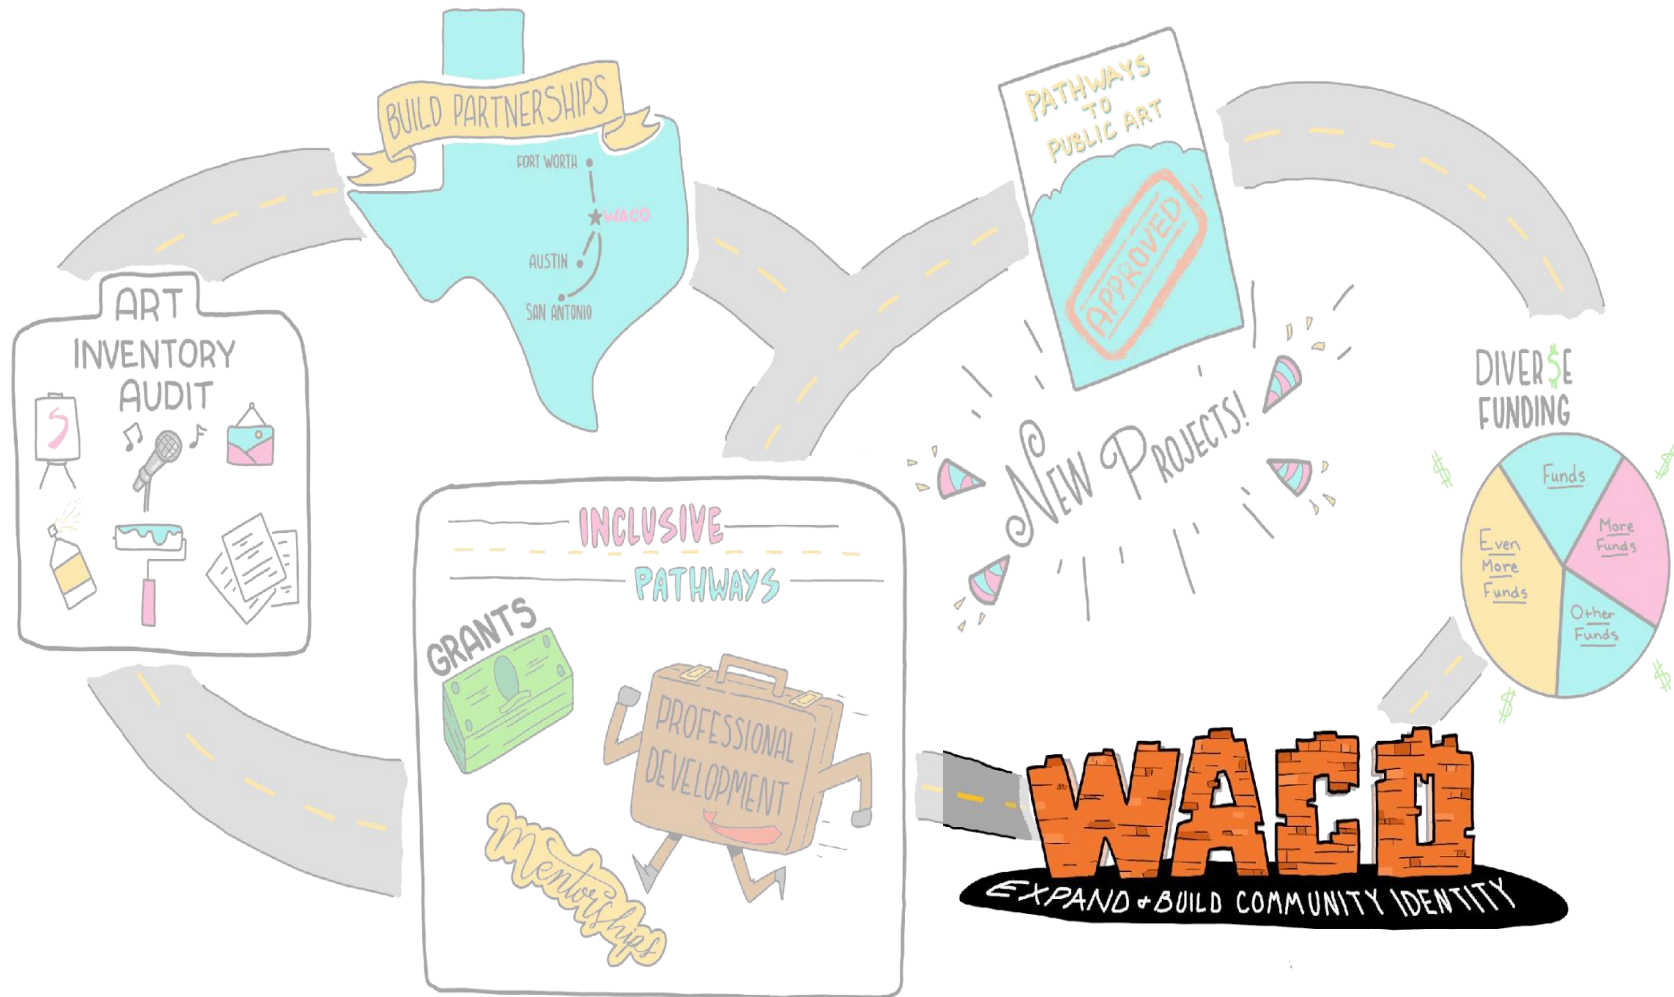 BUILD PARTNERSHIPS
FORT WORTH
WACO
AUSTIN
SAN ANTONIO
ART
INVENTORY
AUDIT
S
PATHWAYS
TO
PUBLIC ART
APPROVED
NEW PROJECTS!
DIVER$E
FUNDING
Funds
More
Funds
Even
More
Funds
Other
Funds
$
$
$
$
INCLUSIVE
PATHWAYS
GRANTS
PROFESSIONAL
DEVELOPMENT
Mentorships
WACO
EXPAND + BUILD COMMUNITY IDENTITY